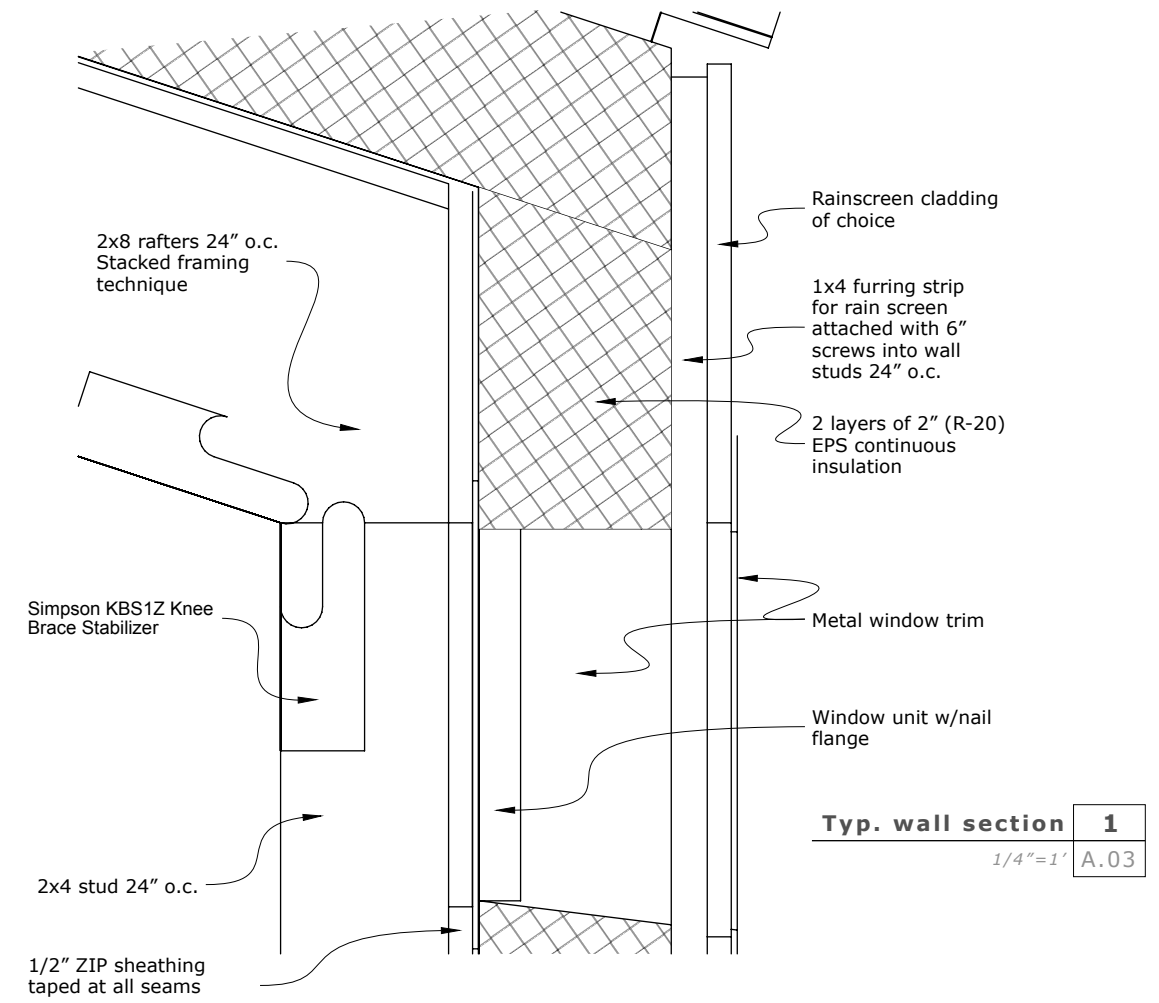 2x8 rafters 24” o.c.
Stacked framing
technique
Simpson KBS1Z Knee
Brace Stabilizer
2x4 stud 24” o.c.
1/2” ZIP sheathing
taped at all seams
Rainscreen cladding
of choice
1x4 furring strip
for rain screen
attached with 6”
screws into wall
studs 24” o.c.
2 layers of 2” (R-20)
EPS continuous
insulation
Metal window trim
Window unit w/nail
flange
Typ. wall section 1
1/4”=1’ A.03